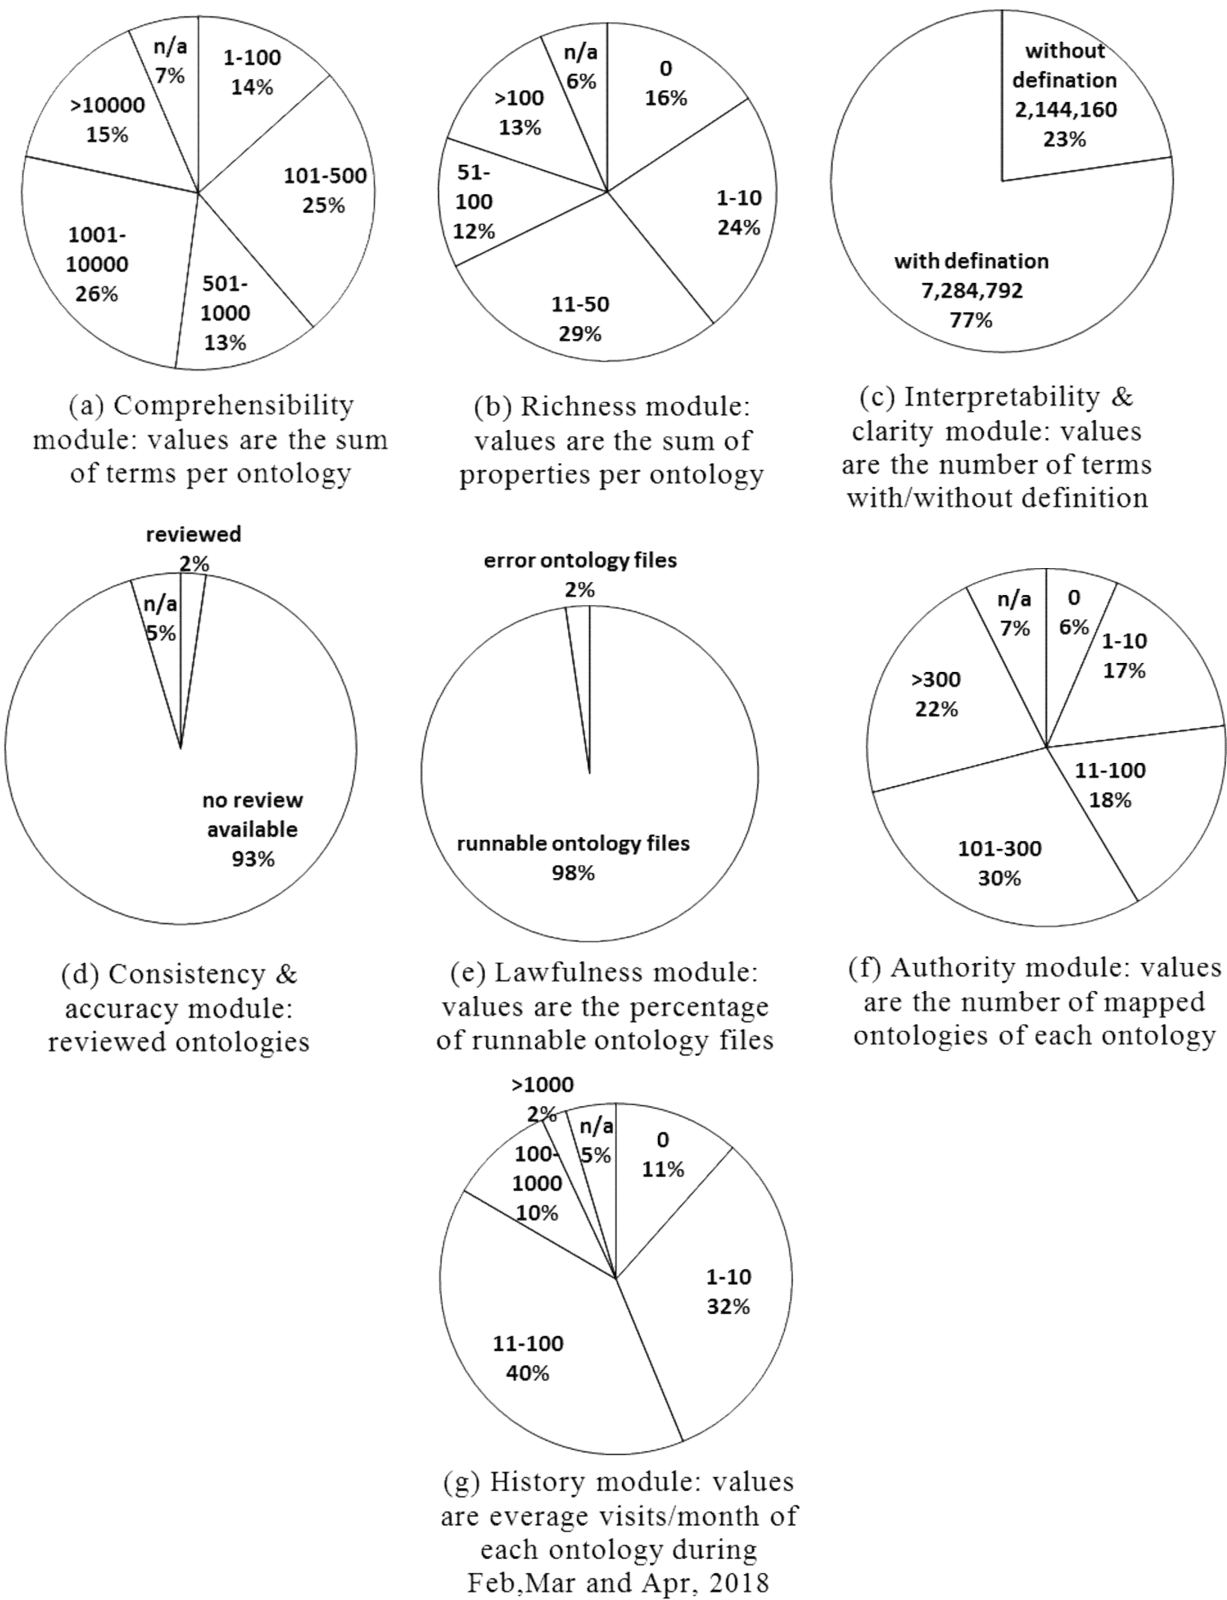 n/a
7%
1-100
14%
>10000
15%
101-500
25%
1001-
10000
26%
501-
1000
13%
(a) Comprehensibility
module: values are the sum
of terms per ontology
n/a
6%
0
16%
>100
13%
51-
100
12%
1-10
24%
11-50
29%
(b) Richness module:
values are the sum of
properties per ontology
without
defination
2,144,160
23%
with defination
7,284,792
77%
(c) Interpretability &
clarity module: values
are the number of terms
with/without definition
reviewed
2%
n/a
5%
no review
available
93%
(d) Consistency &
accuracy module:
reviewed ontologies
error ontology files
2%
runnable ontology files
98%
(e) Lawfulness module:
values are the percentage
of runnable ontology files
n/a
7%
0
6%
1-10
17%
>300
22%
11-100
18%
101-300
30%
(f) Authority module: values
are the number of mapped
ontologies of each ontology
>1000
2%
n/a
5%
0
11%
100-
1000
10%
1-10
32%
11-100
40%
(g) History module: values
are everage visits/month of
each ontology during
Feb,Mar and Apr, 2018